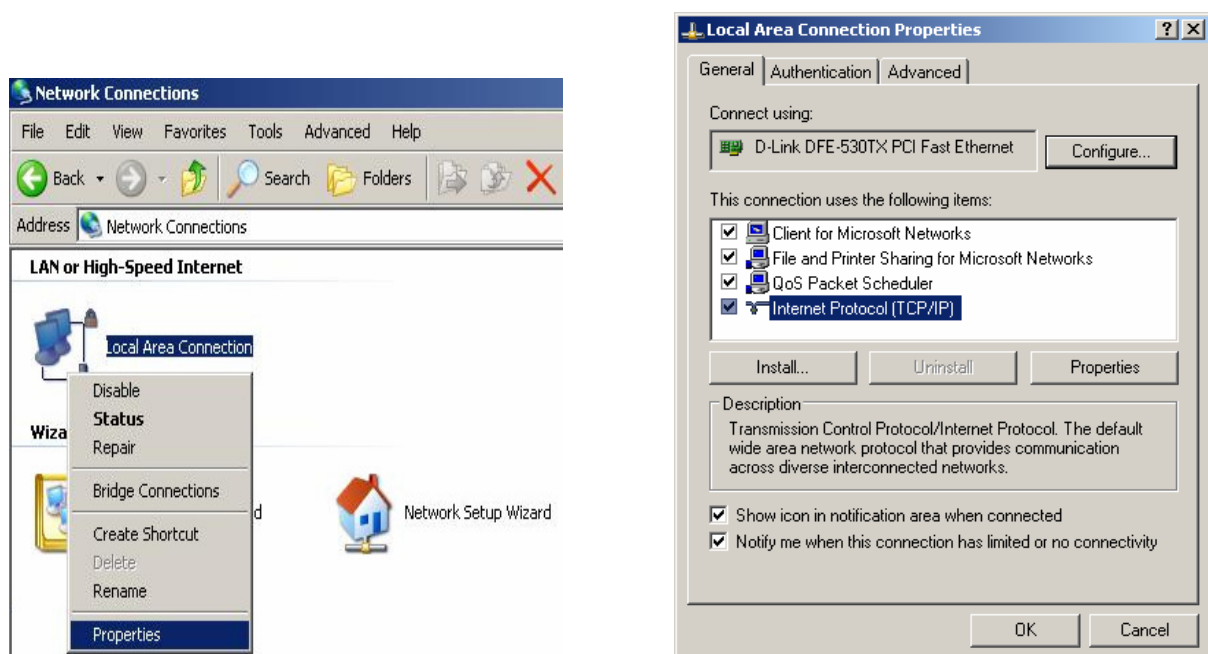 Network Connections
File Edit View Favorites Tools Advanced Help
Back Search Folders
Address Network Connections
LAN or High-Speed Internet
Local Area Connection
Disable
Status
Wiza
Repair
Bridge Connections
d
Network Setup Wizard
Create Shortcut
Delete
Rename
Properties
Local Area Connection Properties
General Authentication Advanced
Connect using:
D-Link DFE-530TX PCI Fast Ethernet Configure...
This connection uses the following items:
Client for Microsoft Networks
File and Printer Sharing for Microsoft Networks
QoS Packet Scheduler
Internet Protocol (TCP/IP)
Install... Uninstall Properties
Description
Transmission Control Protocol/Internet Protocol. The default
wide area network protocol that provides communication
across diverse interconnected networks.
Show icon in notification area when connected
Notify me when this connection has limited or no connectivity
OK Cancel